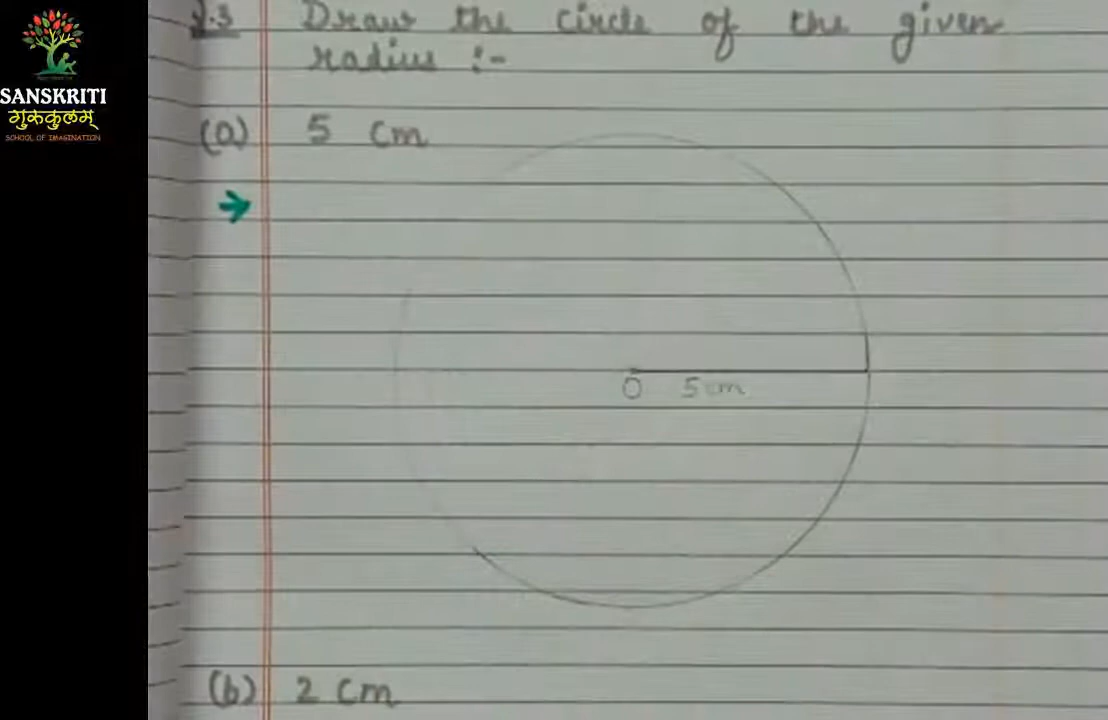 SANSKRITI
गुरुकुलम्
SCHOOL OF IMAGINATION
Q.3 Draw the circle of the given
radius :-
(a) 5 cm
→
O 5 cm
(b) 2 cm